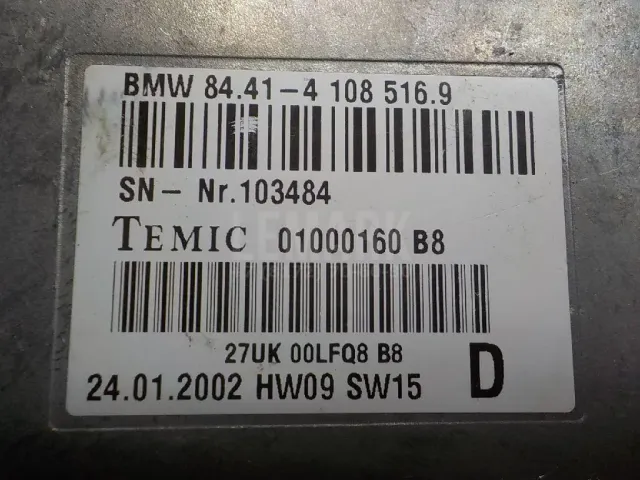 BMW 84.41-4 108 516.9
SN- Nr.103484
TEMIC 01000160 B8
27UK 00LFQ8 B8
24.01.2002 HW09 SW15 D